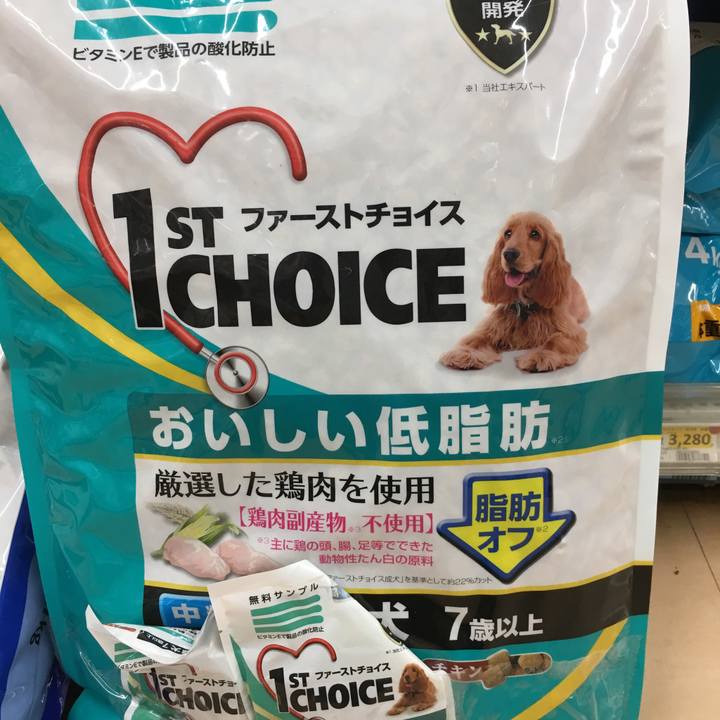 開発
ビタミンEで製品の酸化防止
※1 当社エキスパート
1ST CHOICE
ファーストチョイス
おいしい低脂肪※2
厳選した鶏肉を使用
【鶏肉副産物※3不使用】
※3 主に鶏の頭、腸、足等でできた
動物性たん白の原料
脂肪
オフ※2
ファーストチョイス成犬」を基準として約22%カット
中
犬 7歳以上
チキン
無料サンプル
ビタミンEで製品の酸化防止
1ST CHOICE
ファーストチョイス
1ST CHOICE
4k
3,280